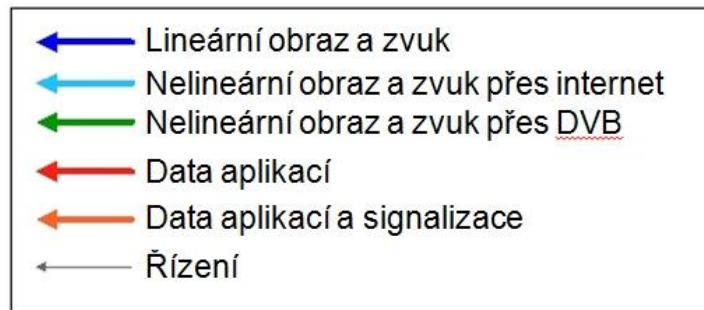 Lineární obraz a zvuk
Nelineární obraz a zvuk přes internet
Nelineární obraz a zvuk přes DVB
Data aplikací
Data aplikací a signalizace
Řízení